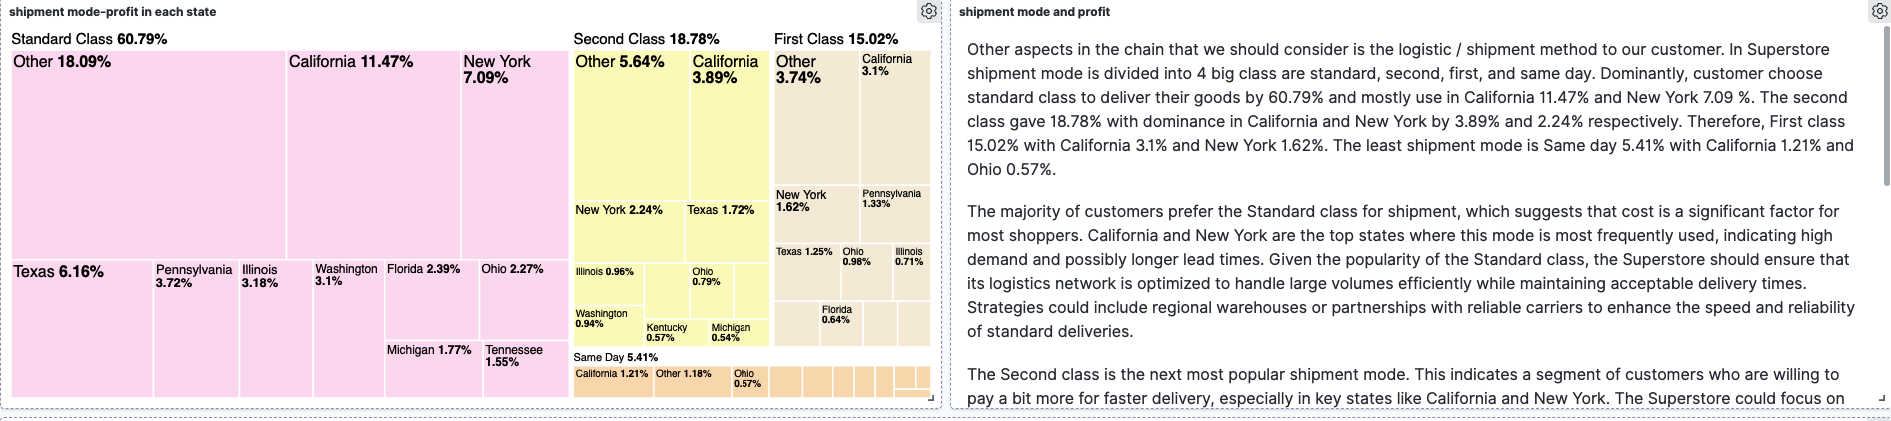 shipment mode-profit in each state
Standard Class 60.79%
Other 18.09%
California 11.47%
New York
7.09%
Texas 6.16%
Pennsylvania
3.72%
Illinois
3.18%
Washington
3.1%
Florida 2.39%
Ohio 2.27%
Michigan 1.77%
Tennessee
1.55%
Second Class 18.78%
Other 5.64%
California
3.89%
New York 2.24%
Texas 1.72%
Illinois 0.96%
Ohio
0.79%
Washington
0.94%
Kentucky
0.57%
Michigan
0.54%
First Class 15.02%
Other
3.74%
California
3.1%
New York
1.62%
Pennsylvania
1.33%
Texas 1.25%
Ohio
0.98%
Illinois
0.71%
Florida
0.64%
Same Day 5.41%
California 1.21%
Other 1.18%
Ohio
0.57%
shipment mode and profit
Other aspects in the chain that we should consider is the logistic / shipment method to our customer. In Superstore
shipment mode is divided into 4 big class are standard, second, first, and same day. Dominantly, customer choose
standard class to deliver their goods by 60.79% and mostly use in California 11.47% and New York 7.09 %. The second
class gave 18.78% with dominance in California and New York by 3.89% and 2.24% respectively. Therefore, First class
15.02% with California 3.1% and New York 1.62%. The least shipment mode is Same day 5.41% with California 1.21% and
Ohio 0.57%.
The majority of customers prefer the Standard class for shipment, which suggests that cost is a significant factor for
most shoppers. California and New York are the top states where this mode is most frequently used, indicating high
demand and possibly longer lead times. Given the popularity of the Standard class, the Superstore should ensure that
its logistics network is optimized to handle large volumes efficiently while maintaining acceptable delivery times.
Strategies could include regional warehouses or partnerships with reliable carriers to enhance the speed and reliability
of standard deliveries.
The Second class is the next most popular shipment mode. This indicates a segment of customers who are willing to
pay a bit more for faster delivery, especially in key states like California and New York. The Superstore could focus on